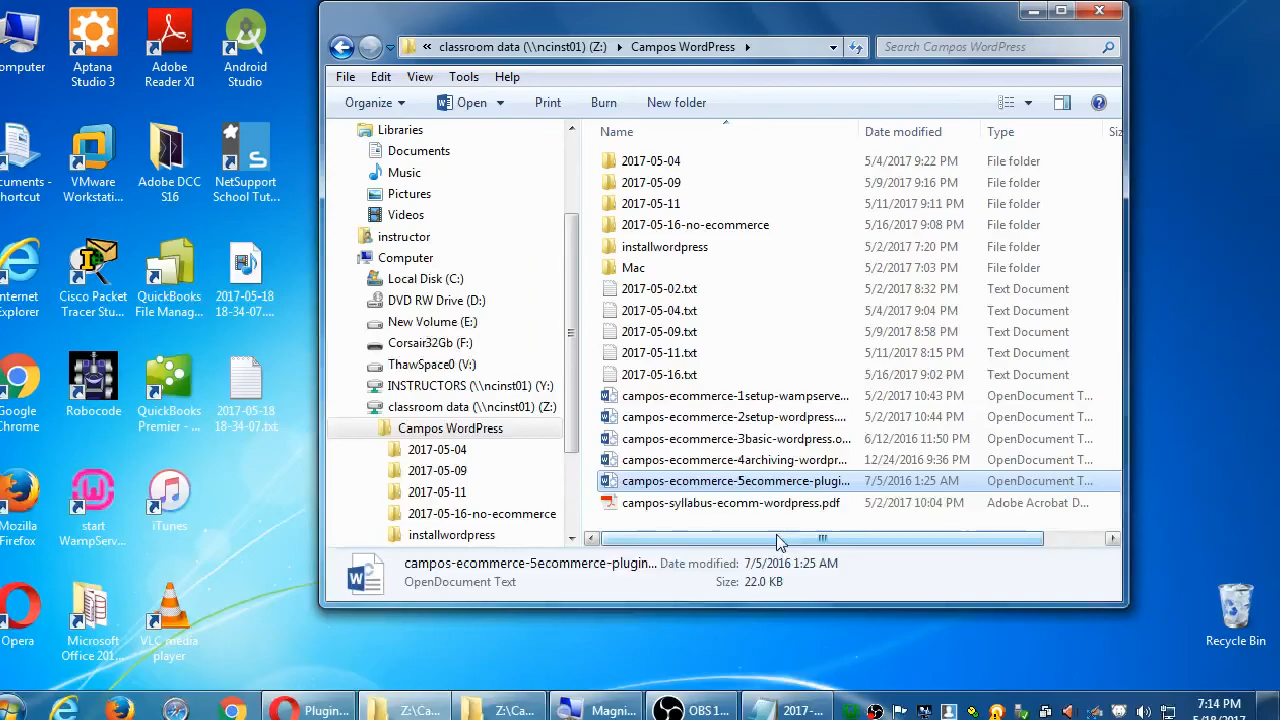 omputer
Aptana
Studio 3
Adobe
Reader XI
Android
Studio
cuments -
hortcut
VMware
Workstati...
Adobe DCC
S16
NetSupport
School Tut...
nternet
Explorer
Cisco Packet
Tracer Stu...
QuickBooks
File Manag...
2017-05-18
18-34-07....
Google
Chrome
Robocode
QuickBooks
Premier - ...
2017-05-18
18-34-07.txt
Mozilla
Firefox
start
WampServ...
iTunes
Opera
Microsoft
Office 201...
VLC media
player
Recycle Bin
« classroom data (\\ncinst01) (Z:) Campos WordPress
Search Campos WordPress
File Edit View Tools Help
Organize Open Print Burn New folder
Libraries
Documents
Music
Pictures
Videos
instructor
Computer
Local Disk (C:)
DVD RW Drive (D:)
New Volume (E:)
Corsair32Gb (F:)
ThawSpace0 (V:)
INSTRUCTORS (\\ncinst01) (Y:)
classroom data (\\ncinst01) (Z:)
Campos WordPress
2017-05-04
2017-05-09
2017-05-11
2017-05-16-no-ecommerce
installwordpress
Name Date modified Type Siz
2017-05-04 5/4/2017 9:22 PM File folder
2017-05-09 5/9/2017 9:16 PM File folder
2017-05-11 5/11/2017 9:11 PM File folder
2017-05-16-no-ecommerce 5/16/2017 9:08 PM File folder
installwordpress 5/2/2017 7:20 PM File folder
Mac 5/2/2017 7:03 PM File folder
2017-05-02.txt 5/2/2017 8:32 PM Text Document
2017-05-04.txt 5/4/2017 9:04 PM Text Document
2017-05-09.txt 5/9/2017 8:58 PM Text Document
2017-05-11.txt 5/11/2017 8:15 PM Text Document
2017-05-16.txt 5/16/2017 9:02 PM Text Document
campos-ecommerce-1setup-wampserve... 5/2/2017 10:43 PM OpenDocument T...
campos-ecommerce-2setup-wordpress.... 5/2/2017 10:44 PM OpenDocument T...
campos-ecommerce-3basic-wordpress.o... 6/12/2016 11:50 PM OpenDocument T...
campos-ecommerce-4archiving-wordpr... 12/24/2016 9:36 PM OpenDocument T...
campos-ecommerce-5ecommerce-plugi... 7/5/2016 1:25 AM OpenDocument T...
campos-syllabus-ecomm-wordpress.pdf 5/2/2017 10:04 PM Adobe Acrobat D...
campos-ecommerce-5ecommerce-plugin... Date modified: 7/5/2016 1:25 AM
OpenDocument Text Size: 22.0 KB
Plugin... Z:\Ca... Z:\Ca... Magni... OBS 1... 2017-...
7:14 PM
5/18/2017